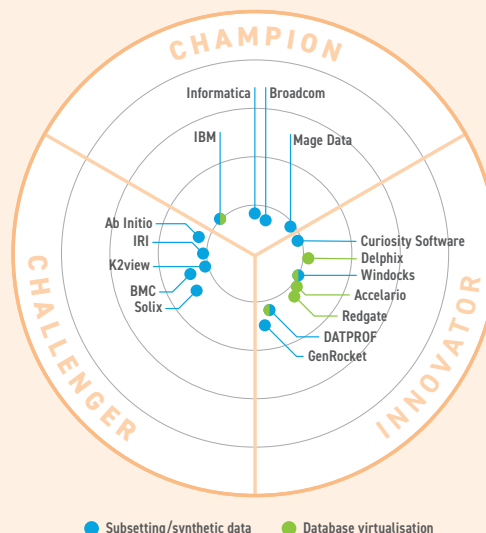 CHAMPION
Informatica
Broadcom
IBM
Mage Data
Ab Initio
IRI
K2view
BMC
Solix
Curiosity Software
Delphix
Windocks
Accelario
Redgate
DATPROF
GenRocket
CHALLENGER
INNOVATOR
Subsetting/synthetic data
Database virtualisation